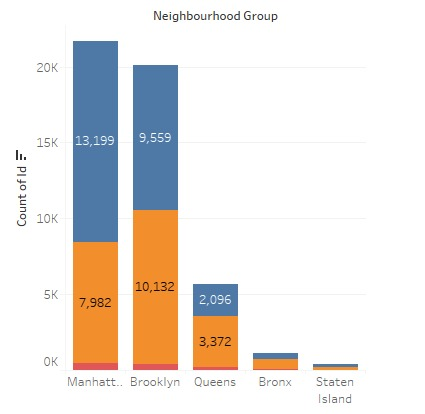 Neighbourhood Group
Count of Id
20K
15K
10K
5K
0K
13,199
9,559
7,982
10,132
2,096
3,372
Manhatt..
Brooklyn
Queens
Bronx
Staten
Island